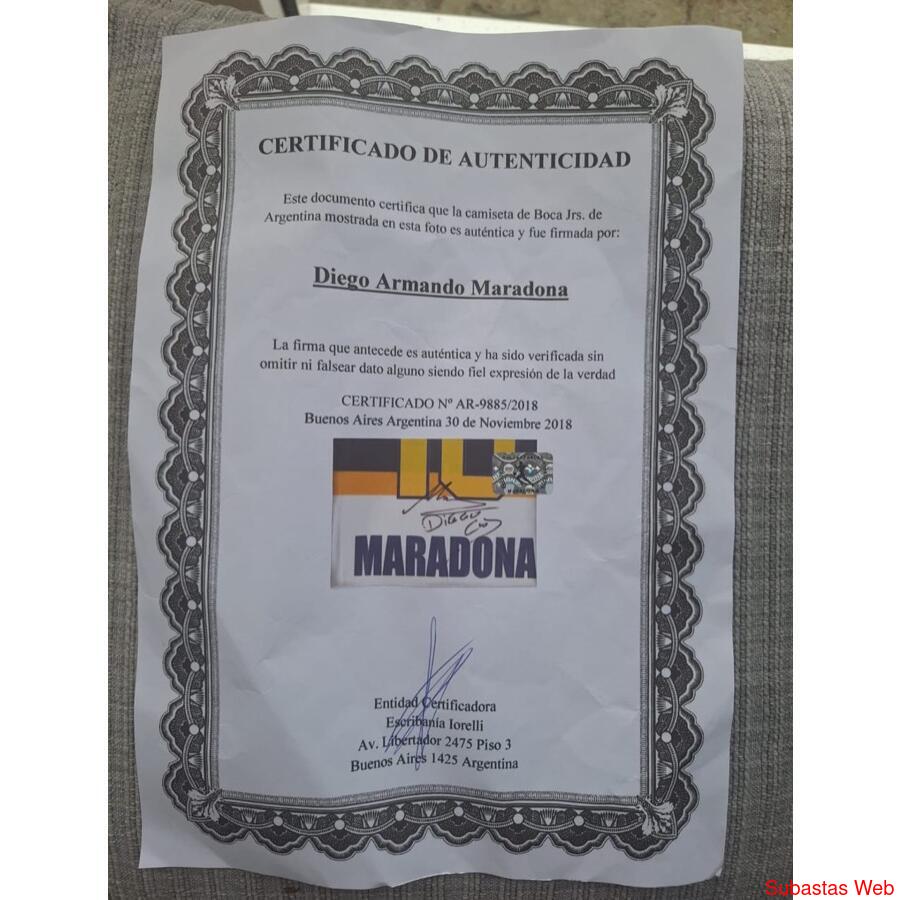 CERTIFICADO DE AUTENTICIDAD
Este documento certifica que la camiseta de Boca Jrs. de
Argentina mostrada en esta foto es auténtica y fue firmada por:
Diego Armando Maradona
La firma que antecede es auténtica y ha sido verificada sin
omitir ni falsear dato alguno siendo fiel expresión de la verdad
CERTIFICADO Nº AR-9885/2018
Buenos Aires Argentina 30 de Noviembre 2018
DIEGO
MARADONA
Entidad Certificadora
Escribanía Iorelli
Av. Libertador 2475 Piso 3
Buenos Aires 1425 Argentina
Subastas Web